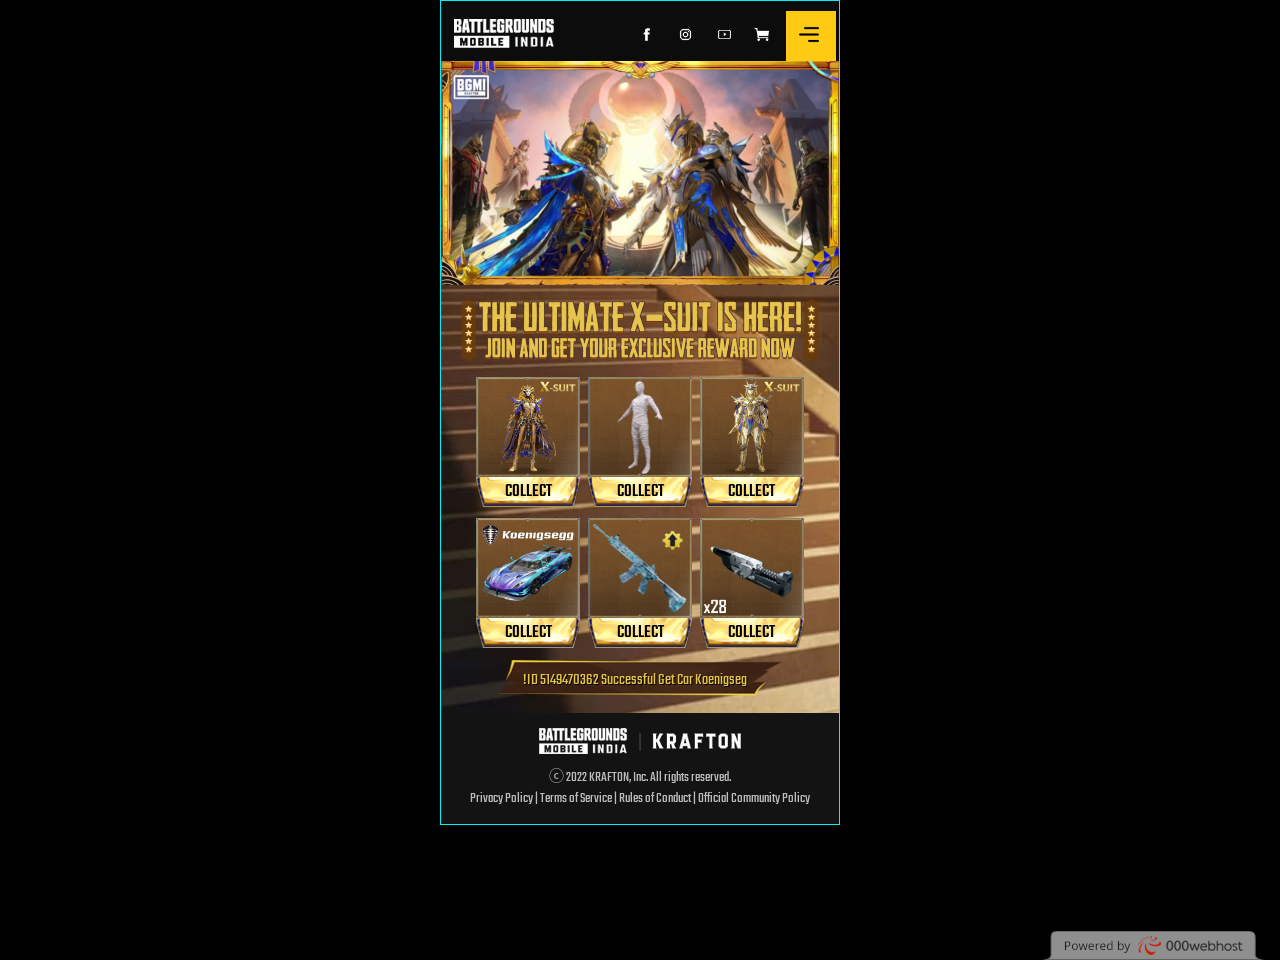 BATTLEGROUNDS
MOBILE INDIA
BGMI
THE ULTIMATE X-SUIT IS HERE!
JOIN AND GET YOUR EXCLUSIVE REWARD NOW
X-SUIT
X-SUIT
COLLECT
COLLECT
COLLECT
Koenigsegg
x28
COLLECT
COLLECT
COLLECT
!ID 5149470362 Successful Get Car Koenigseg
BATTLEGROUNDS
MOBILE INDIA | KRAFTON
ⓒ 2022 KRAFTON, Inc. All rights reserved.
Privacy Policy | Terms of Service | Rules of Conduct | Official Community Policy
Powered by 000webhost